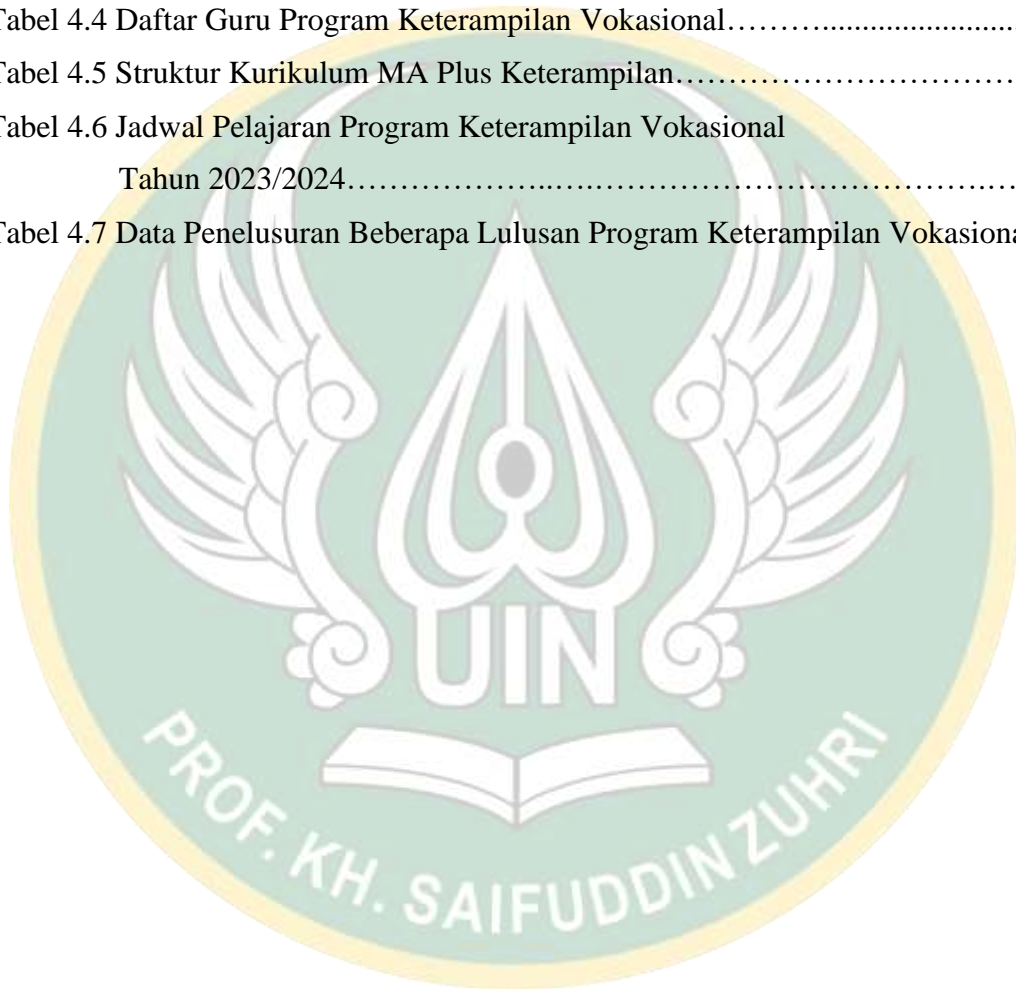 Tabel 4.4 Daftar Guru Program Keterampilan Vokasional……….......................
Tabel 4.5 Struktur Kurikulum MA Plus Keterampilan…………………………….
Tabel 4.6 Jadwal Pelajaran Program Keterampilan Vokasional
Tahun 2023/2024………………..…..……………………………………….…
Tabel 4.7 Data Penelusuran Beberapa Lulusan Program Keterampilan
UIN
PROF. KH. SAIFUDDIN ZUHRI